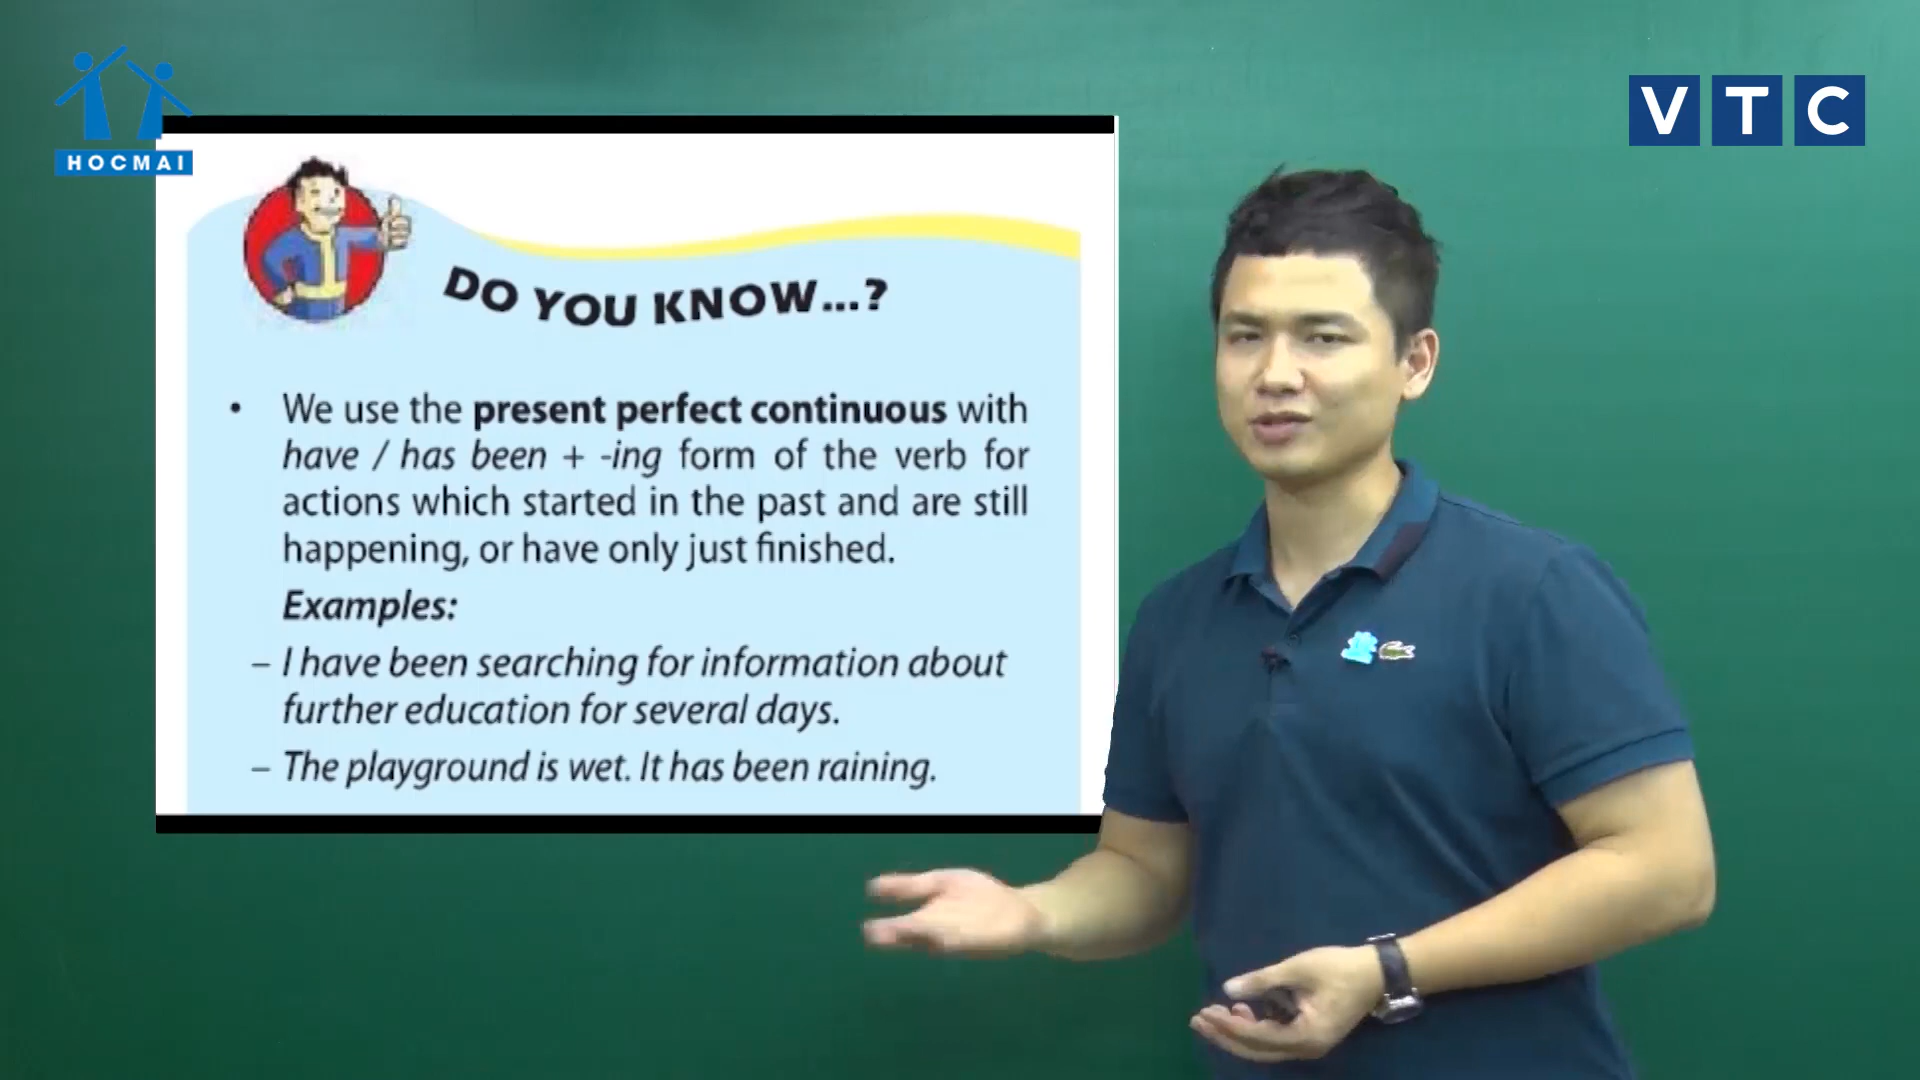 HOCMAI
VTC
DO YOU KNOW...?
• We use the present perfect continuous with
have / has been + -ing form of the verb for
actions which started in the past and are still
happening, or have only just finished.
Examples:
– I have been searching for information about
further education for several days.
– The playground is wet. It has been raining.